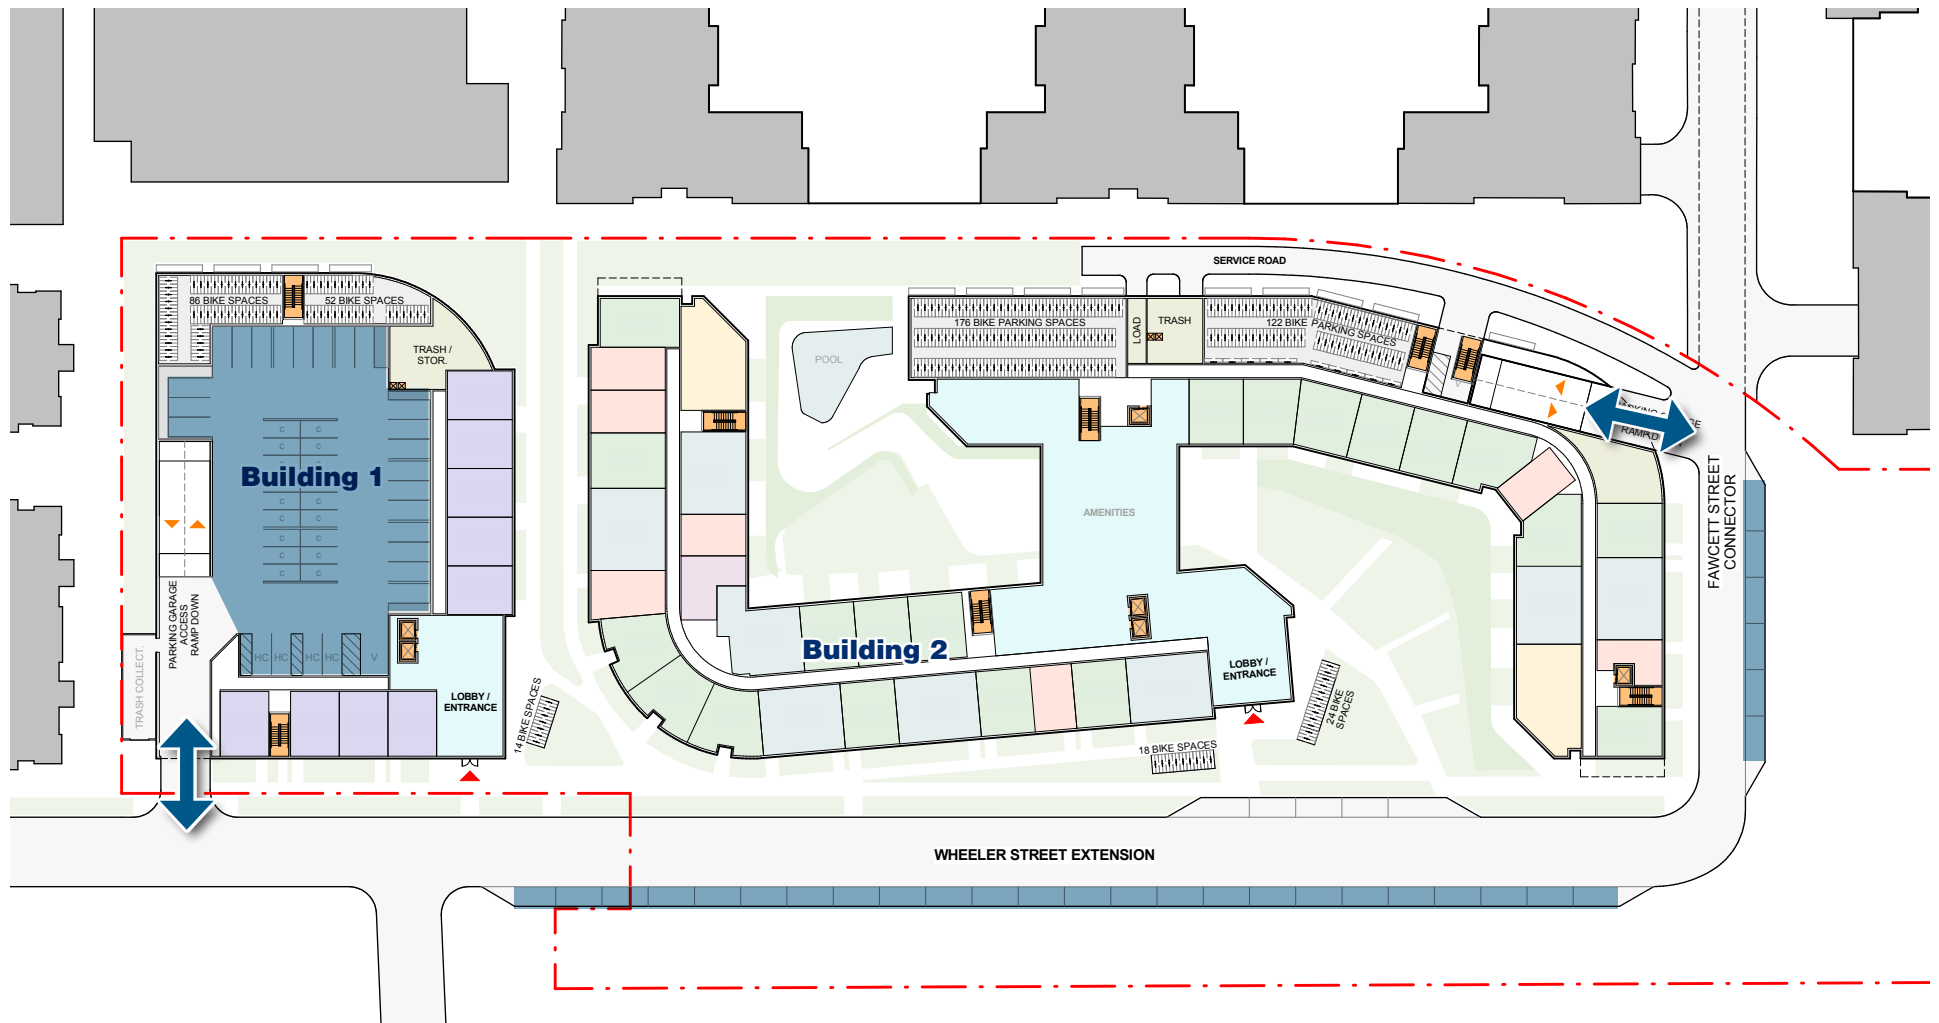 SERVICE ROAD
86 BIKE SPACES
52 BIKE SPACES
TRASH /
STOR.
176 BIKE PARKING SPACES
LOAD
TRASH
122 BIKE PARKING SPACES
POOL
C C
C C
C C
C C
C C
C C
C C
C C
C C
Building 1
AMENITIES
RAMP D
FAWCETT STREET
CONNECTOR
PARKING GARAGE
ACCESS
RAMP DOWN
TRASH COLLECT.
HC HC HC HC V
LOBBY /
ENTRANCE
14 BIKE SPACES
Building 2
LOBBY /
ENTRANCE
24 BIKE
SPACES
18 BIKE SPACES
WHEELER STREET EXTENSION